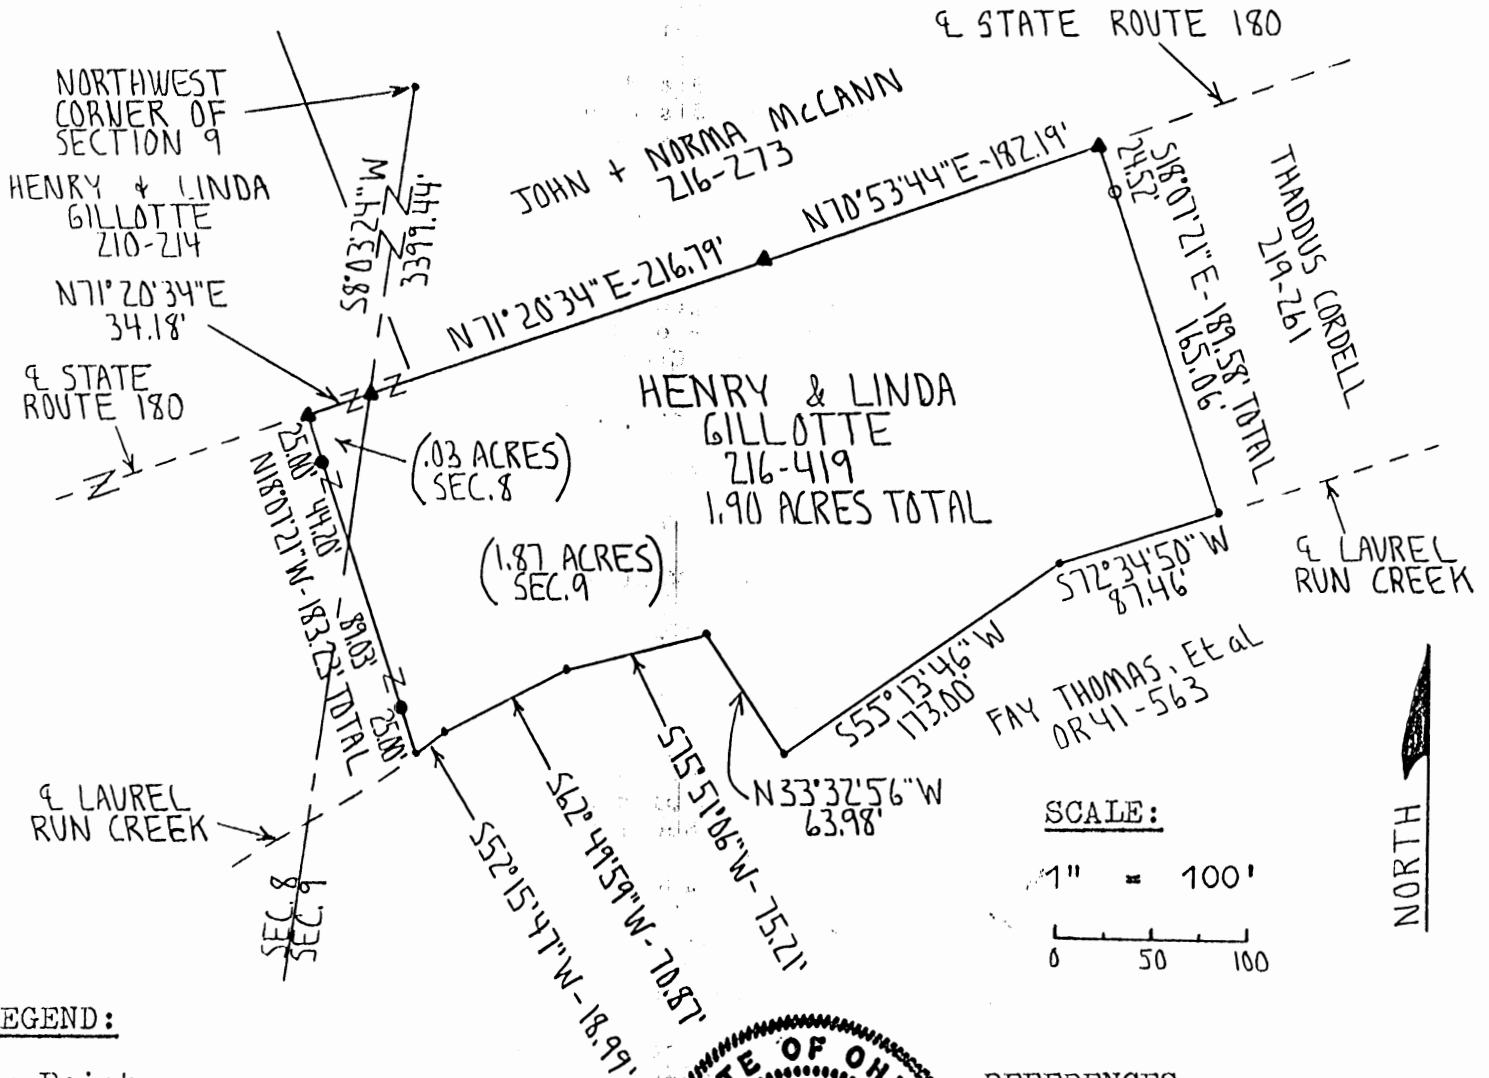 ℄ STATE ROUTE 180
NORTHWEST
CORNER OF
SECTION 9
HENRY & LINDA
GILLOTTE
210-214
N71°20'34"E
34.18'
℄ STATE
ROUTE 180
S8°03'24"W
3399.44'
JOHN + NORMA McCANN
216-273
N71°20'34"E-216.79'
N70°53'44"E-182.19'
24.52'
S18°07'21"E-189.58' TOTAL
165.06'
THADDUS CORDELL
219-261
(.03 ACRES)
SEC. 8
HENRY & LINDA
GILLOTTE
216-419
1.90 ACRES TOTAL
(1.87 ACRES)
SEC. 9
25.00'
44.20'
N18°07'21"W-183.23' TOTAL
89.03'
25.00'
S72°34'50"W
87.46'
℄ LAUREL
RUN CREEK
S55°13'46"W
173.00'
FAY THOMAS, Et al
OR 41-563
N33°32'56"W
63.98'
S75°51'06"W-75.21'
S62°49'59"W-70.87'
S52°15'47"W-18.99'
℄ LAUREL
RUN CREEK
SEC. 8
SEC. 9
SCALE:
1" = 100'
0 50 100
NORTH
EGEND:
TE OF OH